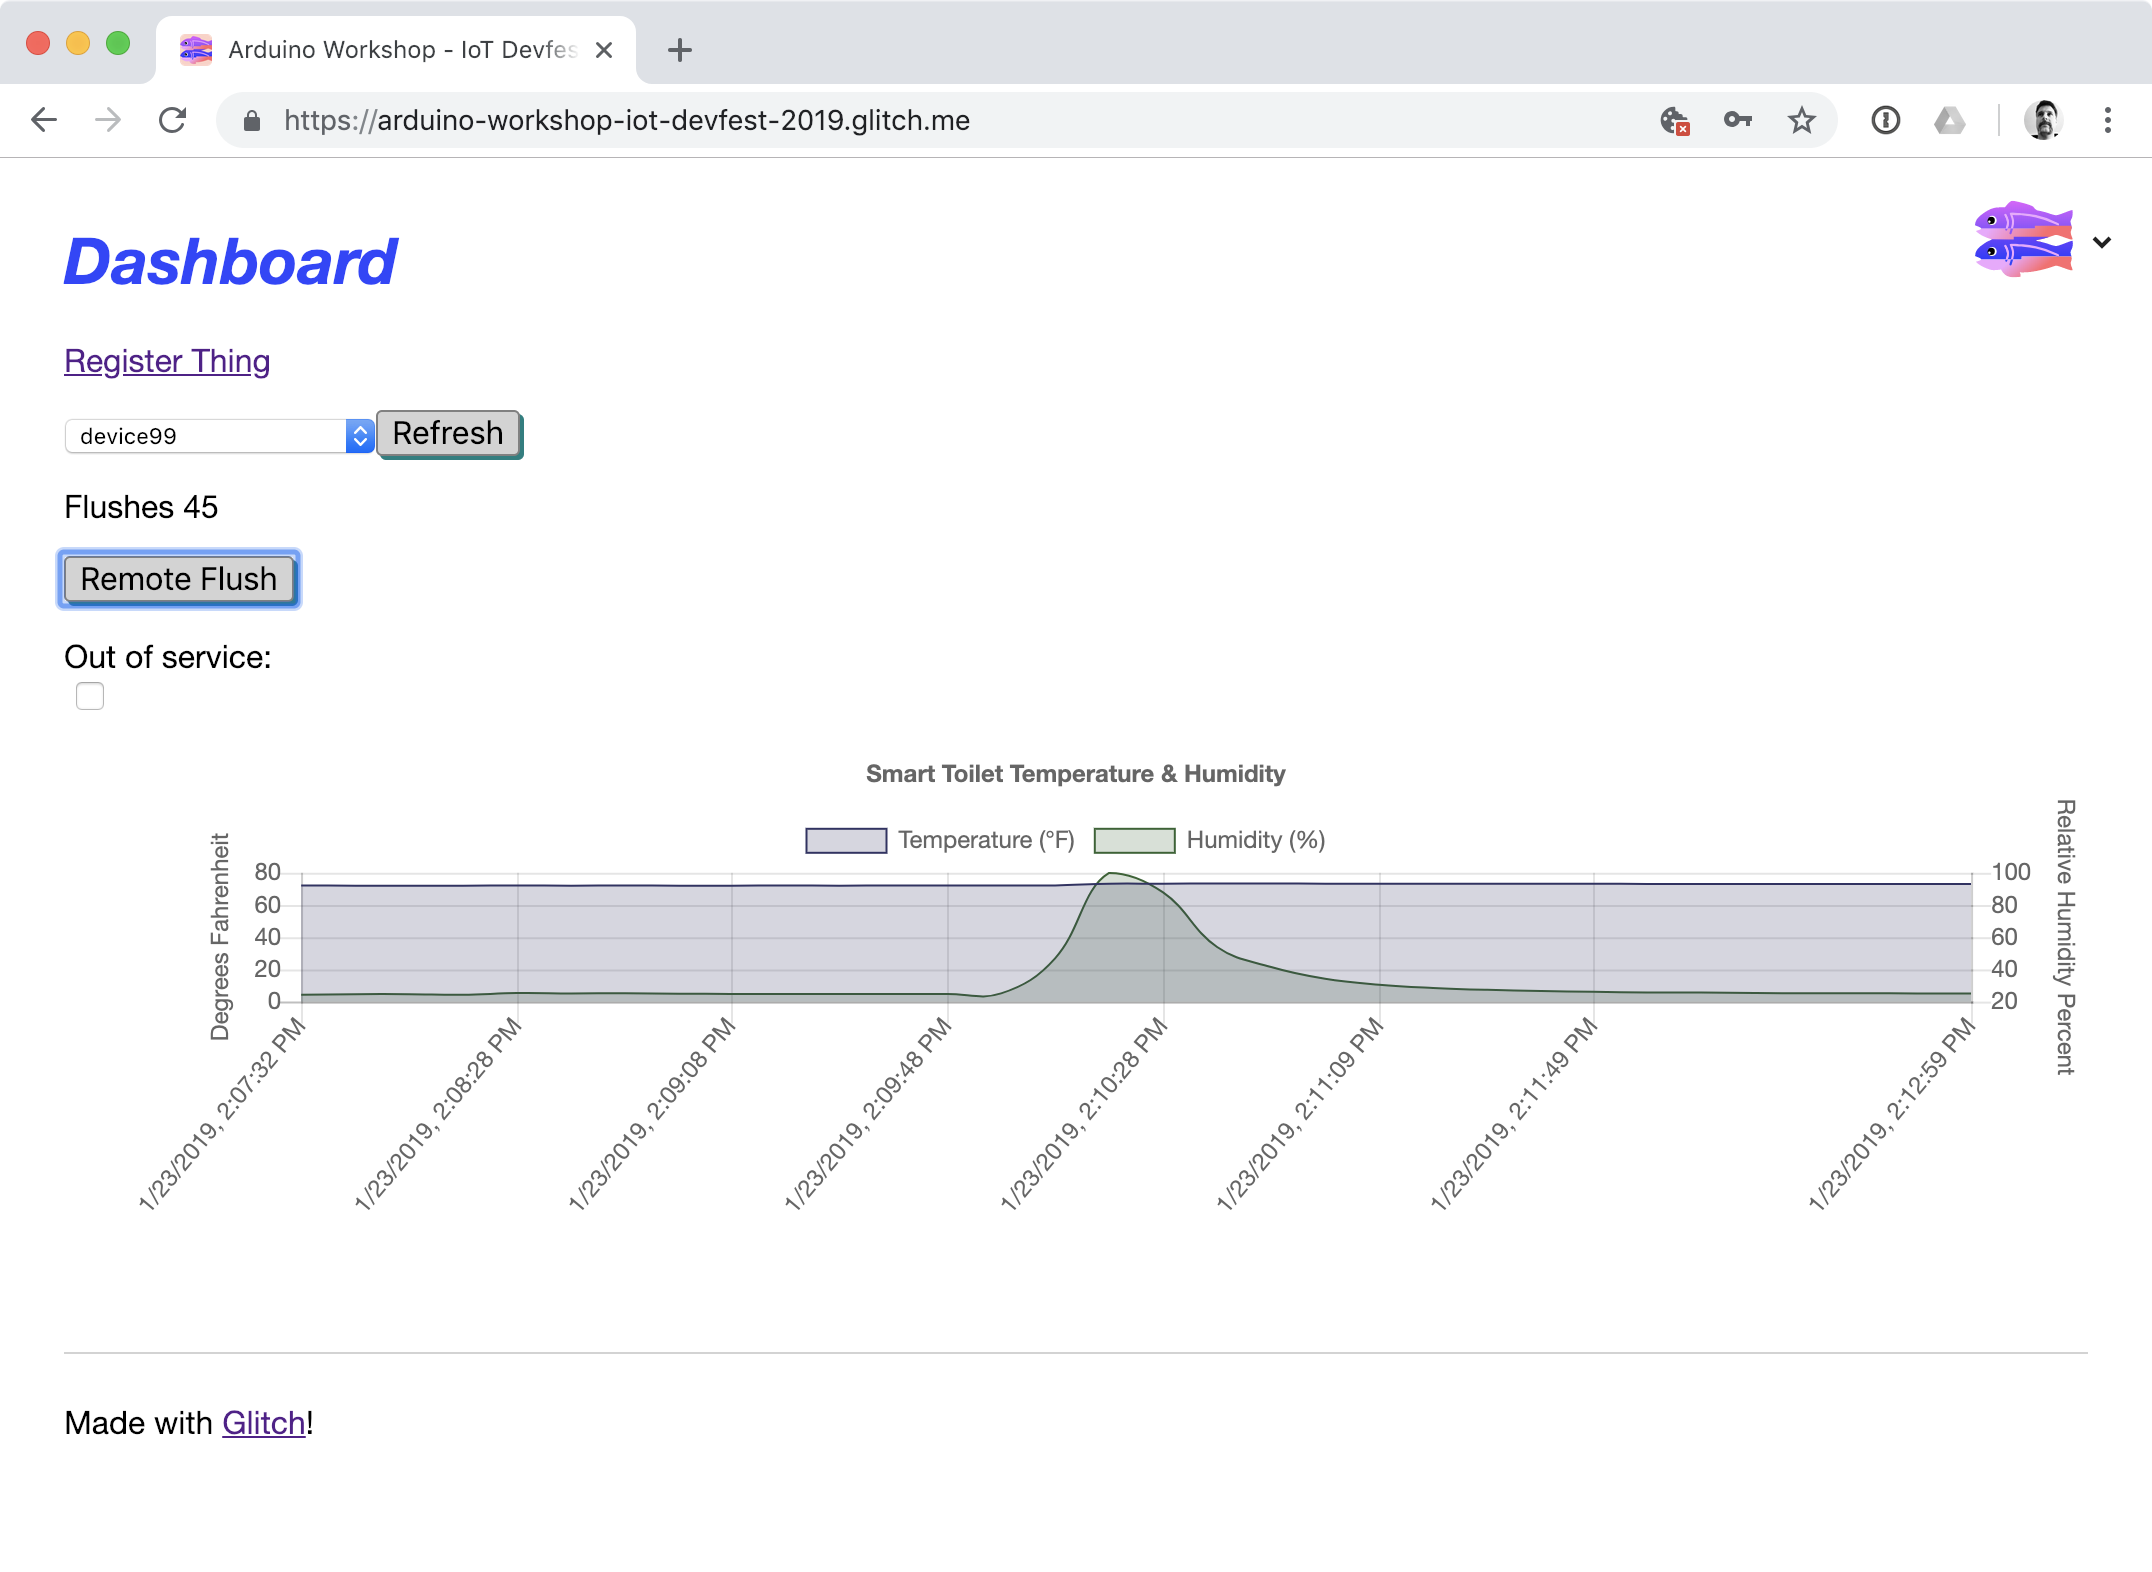 Arduino Workshop - IoT Devfes
https://arduino-workshop-iot-devfest-2019.glitch.me
Dashboard
Register Thing
device99 Refresh
Flushes 45
Remote Flush
Out of service:
Smart Toilet Temperature & Humidity
Temperature (°F) Humidity (%)
Degrees Fahrenheit
80
60
40
20
0
100
80
60
40
20
Relative Humidity Percent
1/23/2019, 2:07:32 PM
1/23/2019, 2:08:28 PM
1/23/2019, 2:09:08 PM
1/23/2019, 2:09:48 PM
1/23/2019, 2:10:28 PM
1/23/2019, 2:11:09 PM
1/23/2019, 2:11:49 PM
1/23/2019, 2:12:59 PM
Made with Glitch!